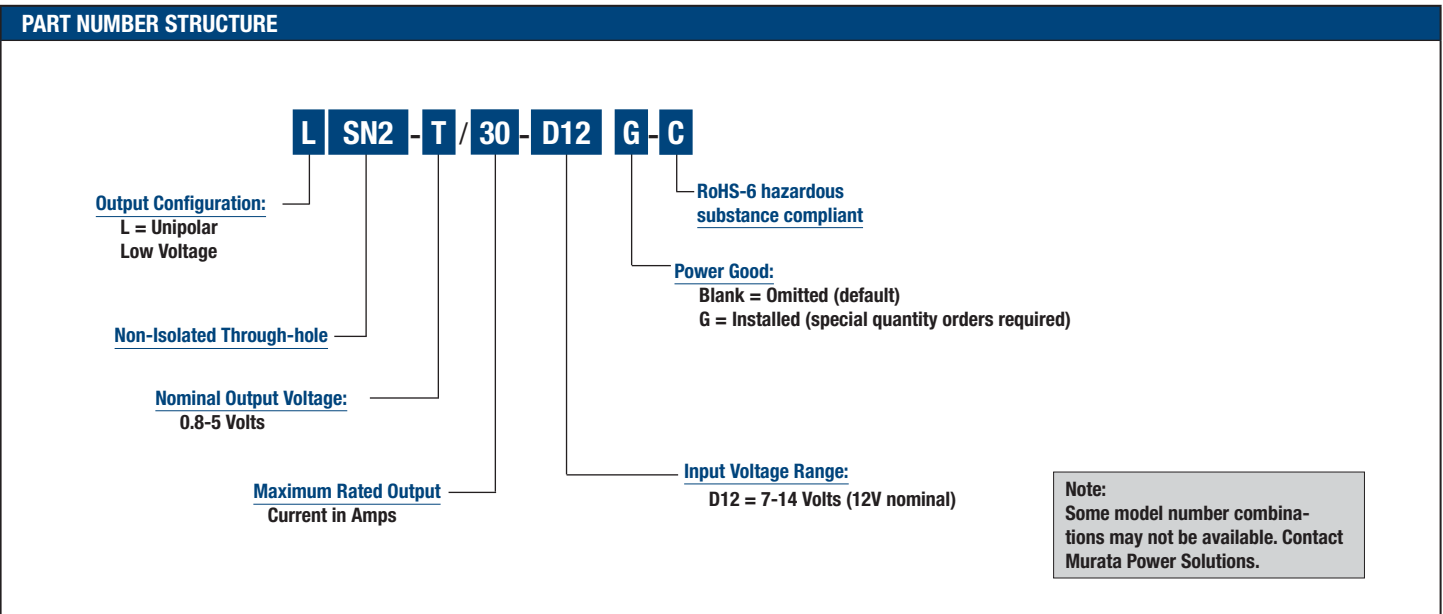 PART NUMBER STRUCTURE
L SN2 - T / 30 - D12 G - C
Output Configuration:
L = Unipolar
Low Voltage
Non-Isolated Through-hole
Nominal Output Voltage:
0.8-5 Volts
Maximum Rated Output
Current in Amps
RoHS-6 hazardous
substance compliant
Power Good:
Blank = Omitted (default)
G = Installed (special quantity orders required)
Input Voltage Range:
D12 = 7-14 Volts (12V nominal)
Note:
Some model number combina-
tions may not be available. Contact
Murata Power Solutions.